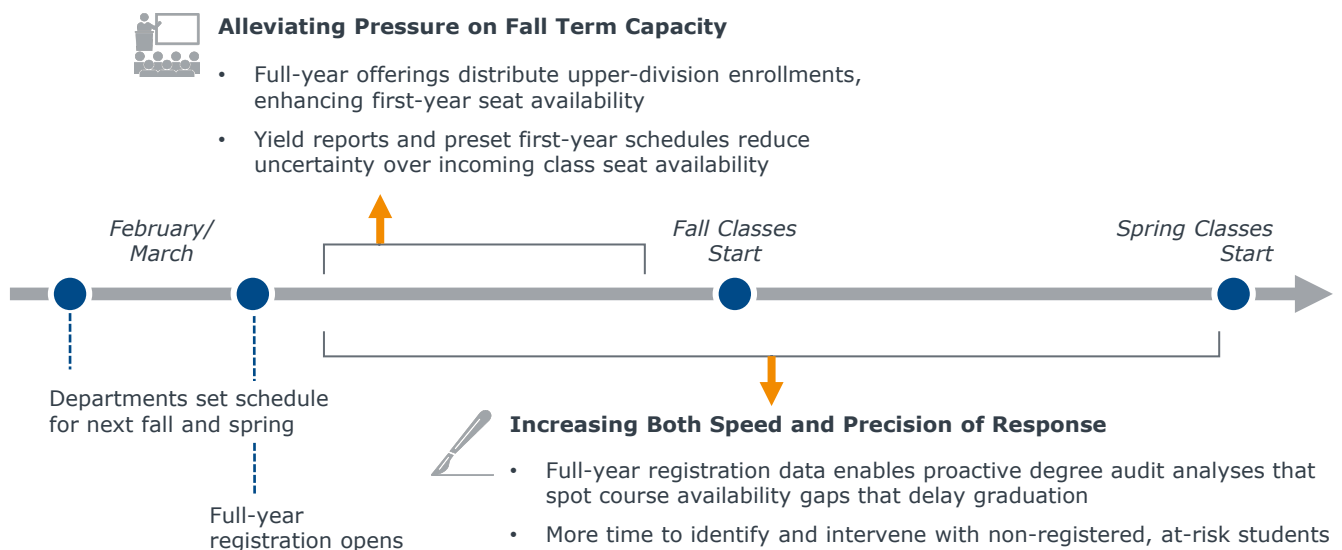 Alleviating Pressure on Fall Term Capacity
• Full-year offerings distribute upper-division enrollments,
enhancing first-year seat availability
• Yield reports and preset first-year schedules reduce
uncertainty over incoming class seat availability
February/
March
Fall Classes
Start
Spring Classes
Start
Departments set schedule
for next fall and spring
Full-year
registration opens
Increasing Both Speed and Precision of Response
• Full-year registration data enables proactive degree audit analyses that
spot course availability gaps that delay graduation
• More time to identify and intervene with non-registered, at-risk students